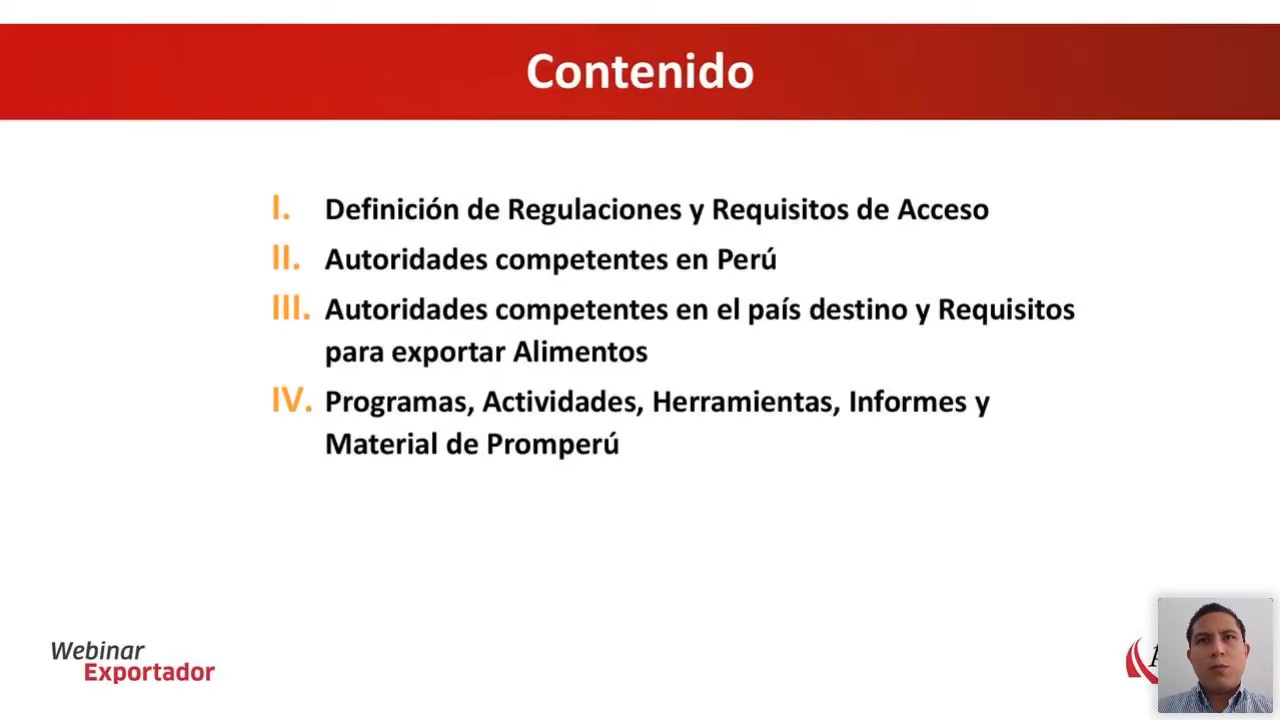 Contenido
I. Definición de Regulaciones y Requisitos de Acceso
II. Autoridades competentes en Perú
III. Autoridades competentes en el país destino y Requisitos
para exportar Alimentos
IV. Programas, Actividades, Herramientas, Informes y
Material de Promperú
Webinar
Exportador